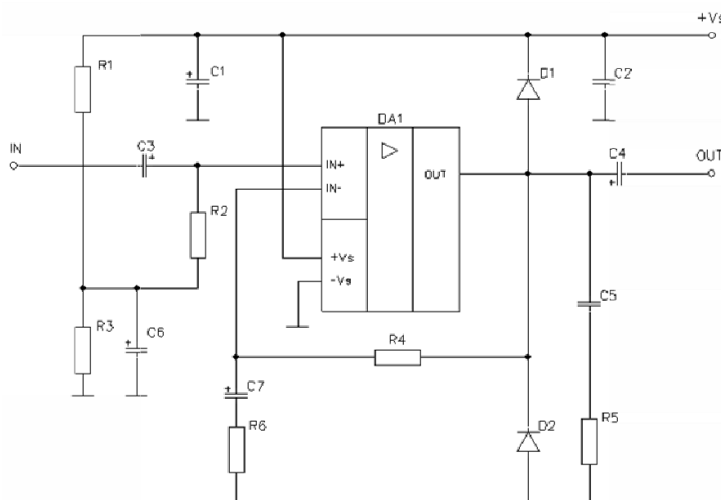 +Vs
R1
C1
D1
C2
DA1
IN
C3
IN+
IN-
OUT
C4
OUT
R2
+Vs
-Vs
C5
R3
C6
R4
C7
R6
D2
R5